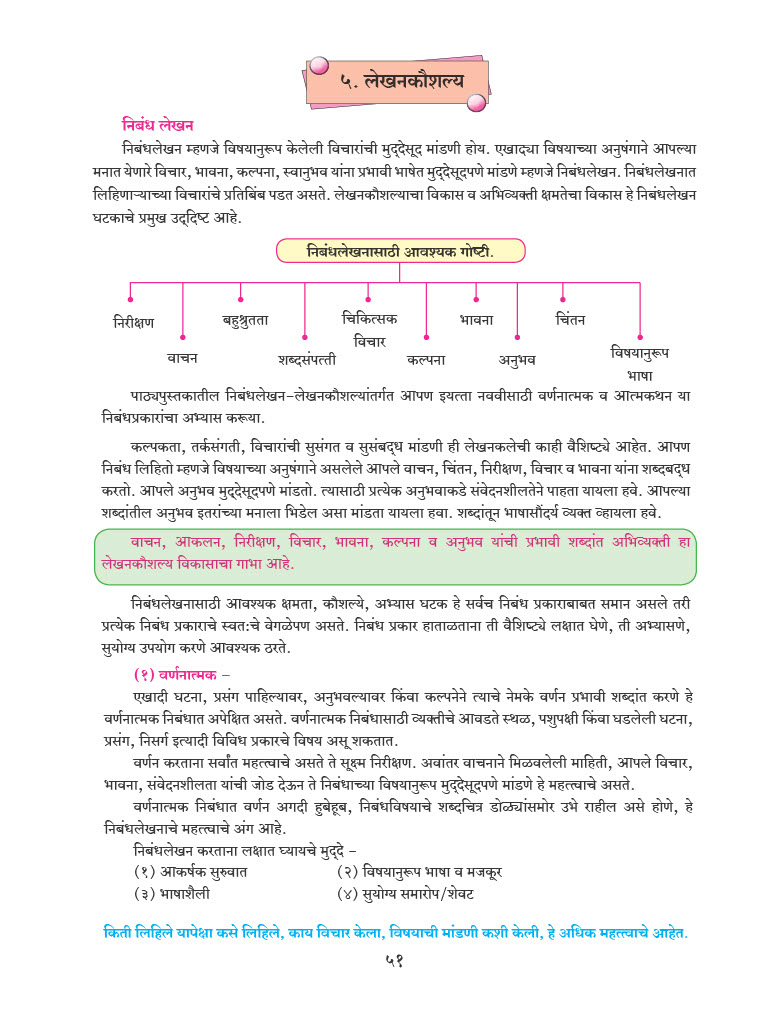 ५. लेखनकौशल्य
निबंध लेखन
निबंधलेखन म्हणजे विषयानुरूप केलेली विचारांची मुद्देसूद मांडणी होय. एखाद्या विषयाच्या अनुषंगाने आपल्या
मनात येणारे विचार, भावना, कल्पना, स्वानुभव यांना प्रभावी भाषेत मुद्देसूदपणे मांडणे म्हणजे निबंधलेखन. निबंधलेखनात
लिहिणाऱ्याच्या विचारांचे प्रतिबिंब पडत असते. लेखनकौशल्याचा विकास व अभिव्यक्ती क्षमतेचा विकास हे निबंधलेखन
घटकाचे प्रमुख उद्दिष्ट आहे.
निबंधलेखनासाठी आवश्यक गोष्टी.
निरीक्षण
वाचन
बहुश्रुतता
शब्दसंपत्ती
चिकित्सक
विचार
कल्पना
भावना
अनुभव
चिंतन
विषयानुरूप
भाषा
पाठ्यपुस्तकातील निबंधलेखन-लेखनकौशल्यांतर्गत आपण इयत्ता नववीसाठी वर्णनात्मक व आत्मकथन या
निबंधप्रकारांचा अभ्यास करूया.
कल्पकता, तर्कसंगती, विचारांची सुसंगत व सुसंबद्ध मांडणी ही लेखनकलेची काही वैशिष्ट्ये आहेत. आपण
निबंध लिहितो म्हणजे विषयाच्या अनुषंगाने असलेले आपले वाचन, चिंतन, निरीक्षण, विचार व भावना यांना शब्दबद्ध
करतो. आपले अनुभव मुद्देसूदपणे मांडतो. त्यासाठी प्रत्येक अनुभवाकडे संवेदनशीलतेने पाहता यायला हवे. आपल्या
शब्दांतील अनुभव इतरांच्या मनाला भिडेल असा मांडता यायला हवा. शब्दांतून भाषासौंदर्य व्यक्त व्हायला हवे.
वाचन, आकलन, निरीक्षण, विचार, भावना, कल्पना व अनुभव यांची प्रभावी शब्दांत अभिव्यक्ती हा
लेखनकौशल्य विकासाचा गाभा आहे.
निबंधलेखनासाठी आवश्यक क्षमता, कौशल्ये, अभ्यास घटक हे सर्वच निबंध प्रकाराबाबत समान असले तरी
प्रत्येक निबंध प्रकाराचे स्वत:चे वेगळेपण असते. निबंध प्रकार हाताळताना ती वैशिष्ट्ये लक्षात घेणे, ती अभ्यासणे,
सुयोग्य उपयोग करणे आवश्यक ठरते.
(१) वर्णनात्मक –
एखादी घटना, प्रसंग पाहिल्यावर, अनुभवल्यावर किंवा कल्पनेने त्याचे नेमके वर्णन प्रभावी शब्दांत करणे हे
वर्णनात्मक निबंधात अपेक्षित असते. वर्णनात्मक निबंधासाठी व्यक्तीचे आवडते स्थळ, पशुपक्षी किंवा घडलेली घटना,
प्रसंग, निसर्ग इत्यादी विविध प्रकारचे विषय असू शकतात.
वर्णन करताना सर्वांत महत्त्वाचे असते ते सूक्ष्म निरीक्षण. अवांतर वाचनाने मिळवलेली माहिती, आपले विचार,
भावना, संवेदनशीलता यांची जोड देऊन ते निबंधाच्या विषयानुरूप मुद्देसूदपणे मांडणे हे महत्त्वाचे असते.
वर्णनात्मक निबंधात वर्णन अगदी हुबेहूब, निबंधविषयाचे शब्दचित्र डोळ्यांसमोर उभे राहील असे होणे, हे
निबंधलेखनाचे महत्त्वाचे अंग आहे.
निबंधलेखन करताना लक्षात घ्यायचे मुद्दे –
(१) आकर्षक सुरुवात (२) विषयानुरूप भाषा व मजकूर
(३) भाषाशैली (४) सुयोग्य समारोप/शेवट
किती लिहिले यापेक्षा कसे लिहिले, काय विचार केला, विषयाची मांडणी कशी केली, हे अधिक महत्त्वाचे आहेत.
५१